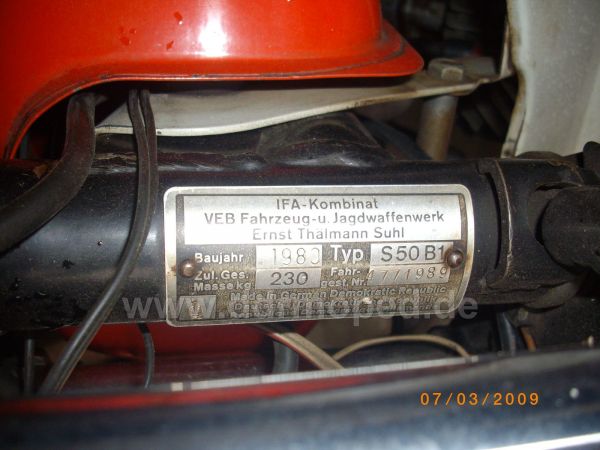 IFA-Kombinat
VEB Fahrzeug-u. Jagdwaffenwerk
Ernst Thälmann Suhl
Baujahr 1980 Typ S50B1
Zul. Ges. Masse kg. 230 Fahr-gest. Nr. 4771989
Made in German Democratic Republic
07/03/2009